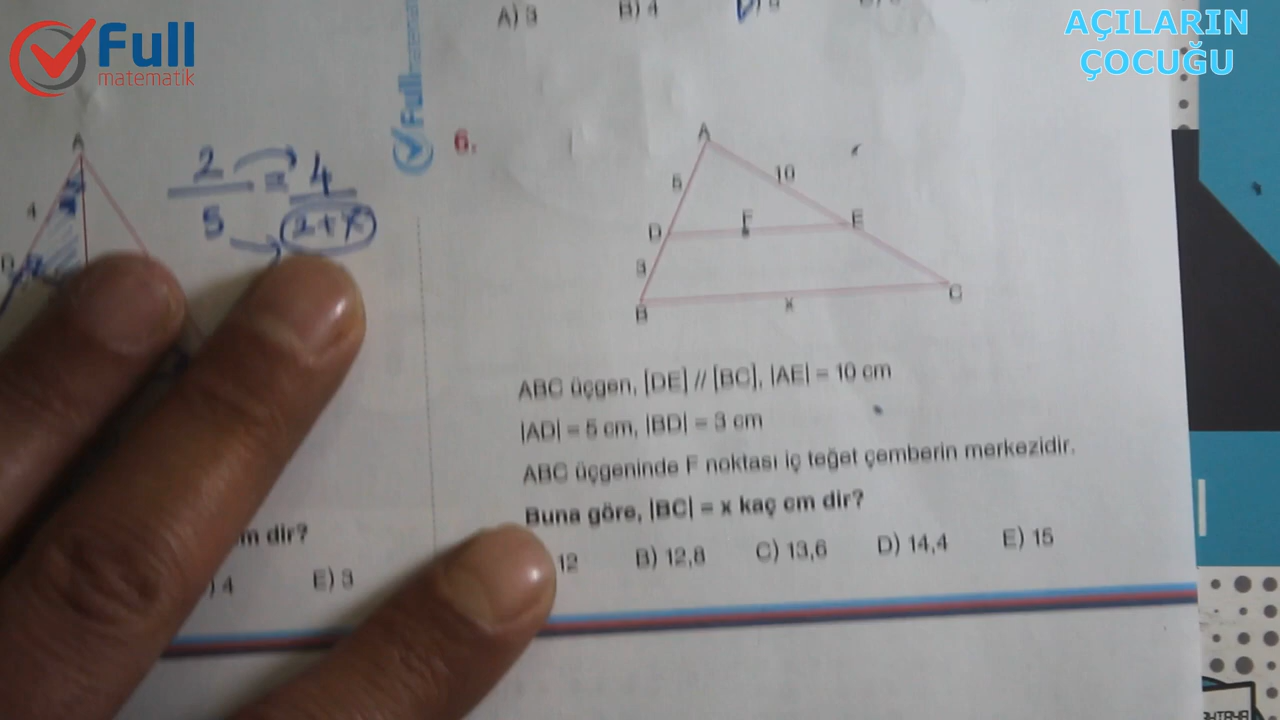 Full
matematik
AÇILARIN
ÇOCUĞU
A) 3
B) 4
Full
6.
A
4
2 = 4
5 2+x
A
5
10
D
F
E
3
B
x
C
ABC üçgen, [DE] // [BC], |AE| = 10 cm
|AD| = 5 cm, |BD| = 3 cm
ABC üçgeninde F noktası iç teğet çemberin merkezidir.
Buna göre, |BC| = x kaç cm dir?
12 B) 12,8 C) 13,6 D) 14,4 E) 15
m dir?
) 4 E) 3